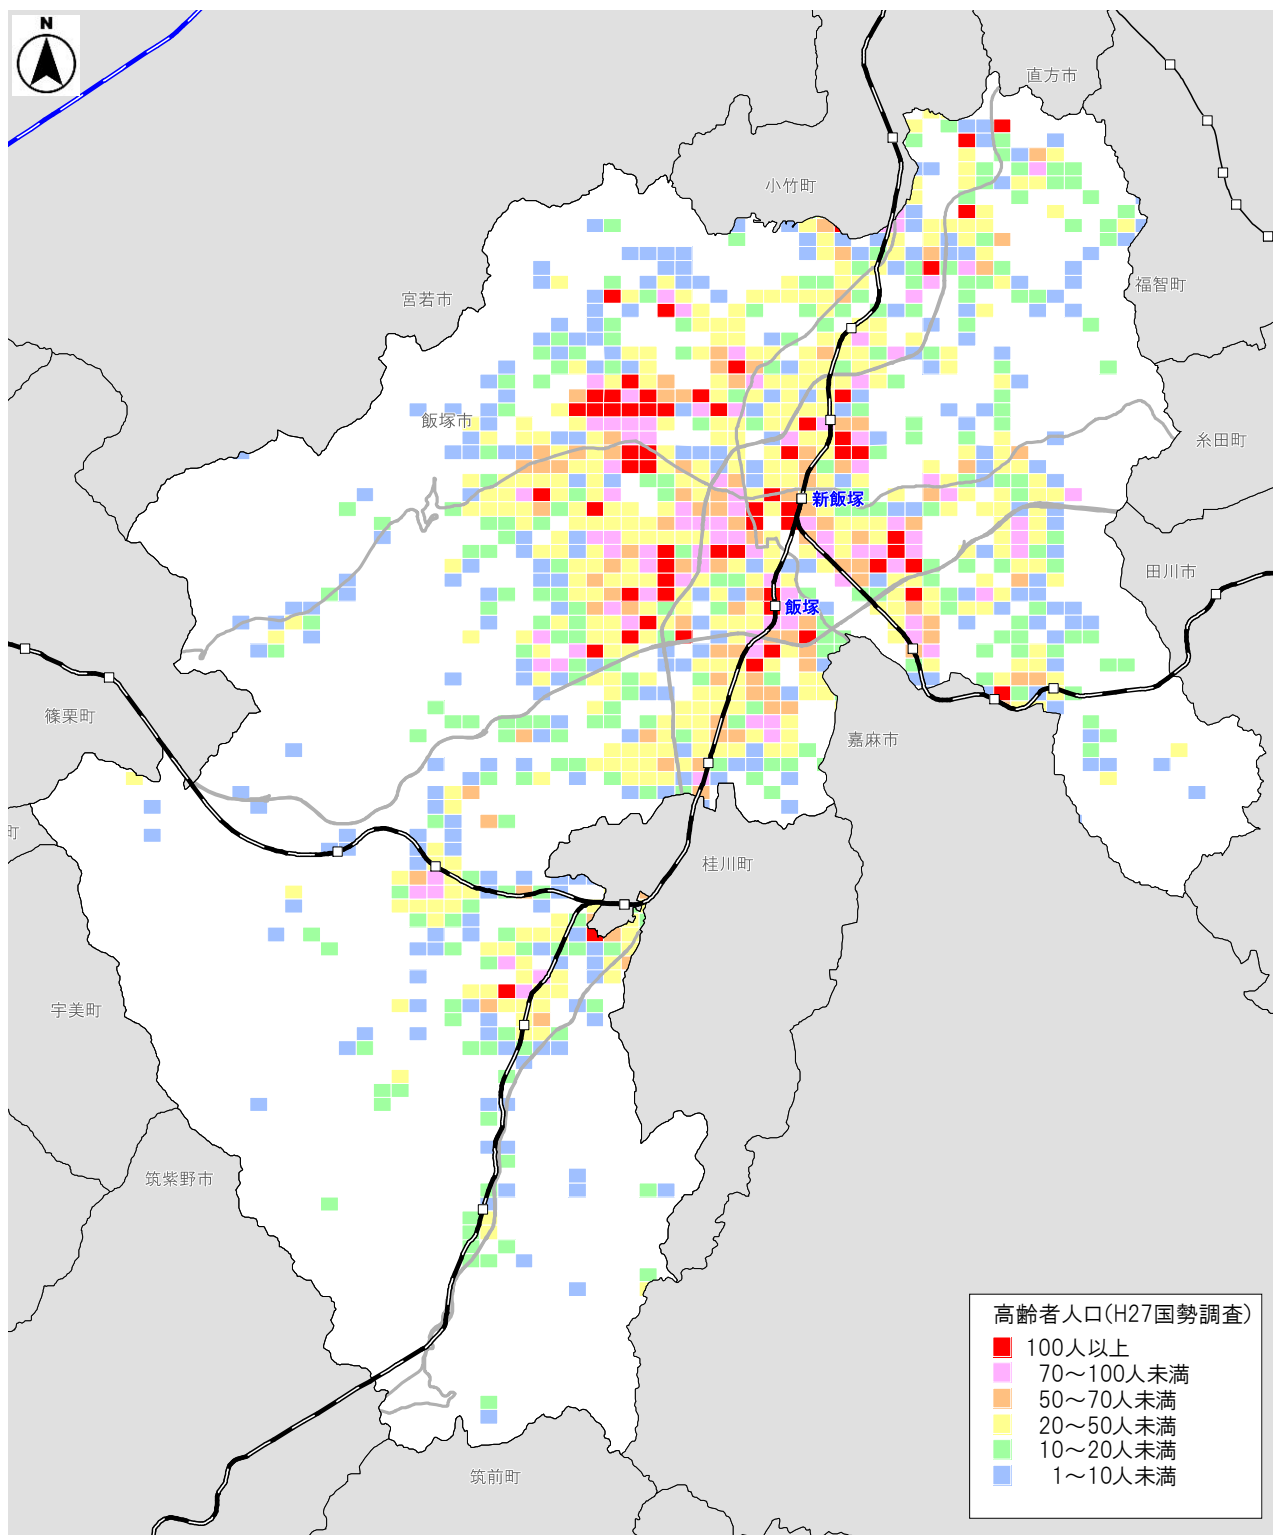 N
直方市
小竹町
福智町
宮若市
飯塚市
糸田町
新飯塚
田川市
飯塚
篠栗町
嘉麻市
町
桂川町
宇美町
筑紫野市
筑前町
高齢者人口(H27国勢調査)
100人以上
70～100人未満
50～70人未満
20～50人未満
10～20人未満
1～10人未満